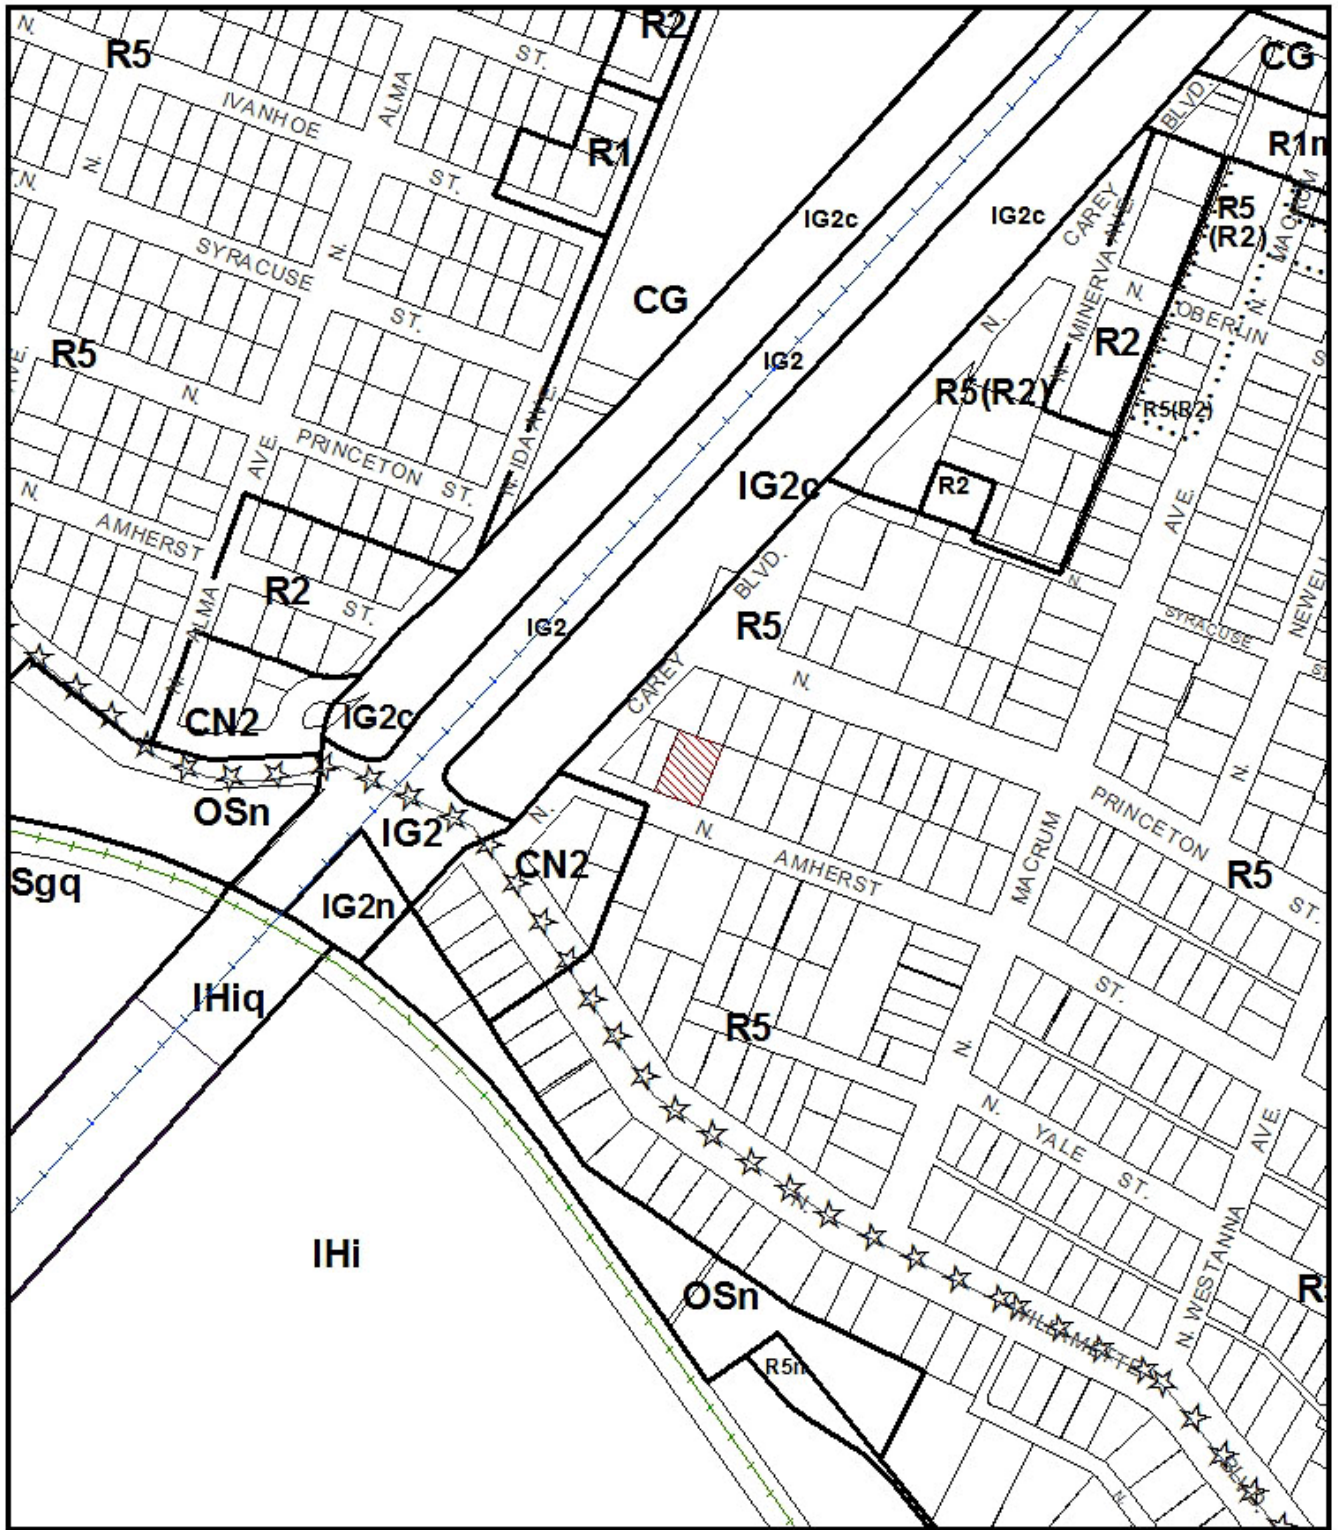 N.
R5
IVANHOE
ST.
ALMA
R2
R1
CG
BLVD.
R1n
ST.
N.
N.
SYRACUSE
ST.
N.
IG2c
IG2c
CAREY
AVE.
R5
(R2)
MACRUM
CG
N.
MINERVA
N.
OBERLIN
N.
R2
R5
N.
IG2
R5(R2)
N.
R5(R2)
PRINCETON
ST.
N. IDA AVE.
AVE.
N.
AMHERST
IG2c
R2
AVE.
R2
ST.
ALMA
N.
IG2
BLVD.
R5
N.
SYRACUSE
NEWELL
CAREY
N.
CN2
IG2c
N.
OSn
IG2
N.
CN2
N.
AMHERST
MACRUM
PRINCETON
R5
ST.
Sgq
IG2n
IHiq
R5
ST.
N.
N.
YALE
ST.
AVE.
N. WESTANNA
N.
IHi
OSn
WILLAMETTE
R5n
BLVD.
N.